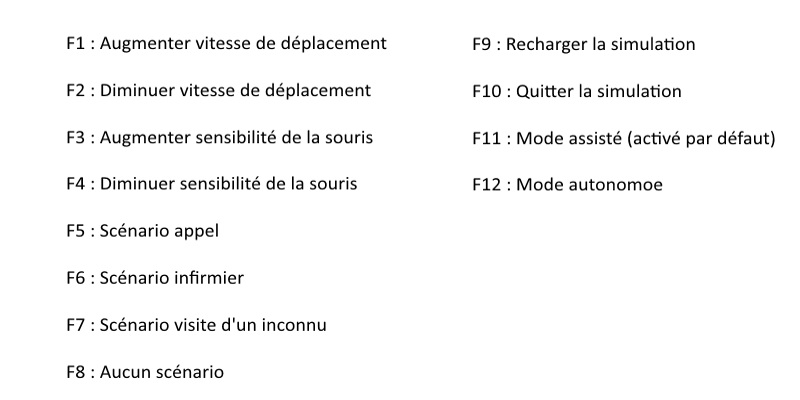 F1 : Augmenter vitesse de déplacement
F2 : Diminuer vitesse de déplacement
F3 : Augmenter sensibilité de la souris
F4 : Diminuer sensibilité de la souris
F5 : Scénario appel
F6 : Scénario infirmier
F7 : Scénario visite d'un inconnu
F8 : Aucun scénario
F9 : Recharger la simulation
F10 : Quitter la simulation
F11 : Mode assisté (activé par défaut)
F12 : Mode autonomoe